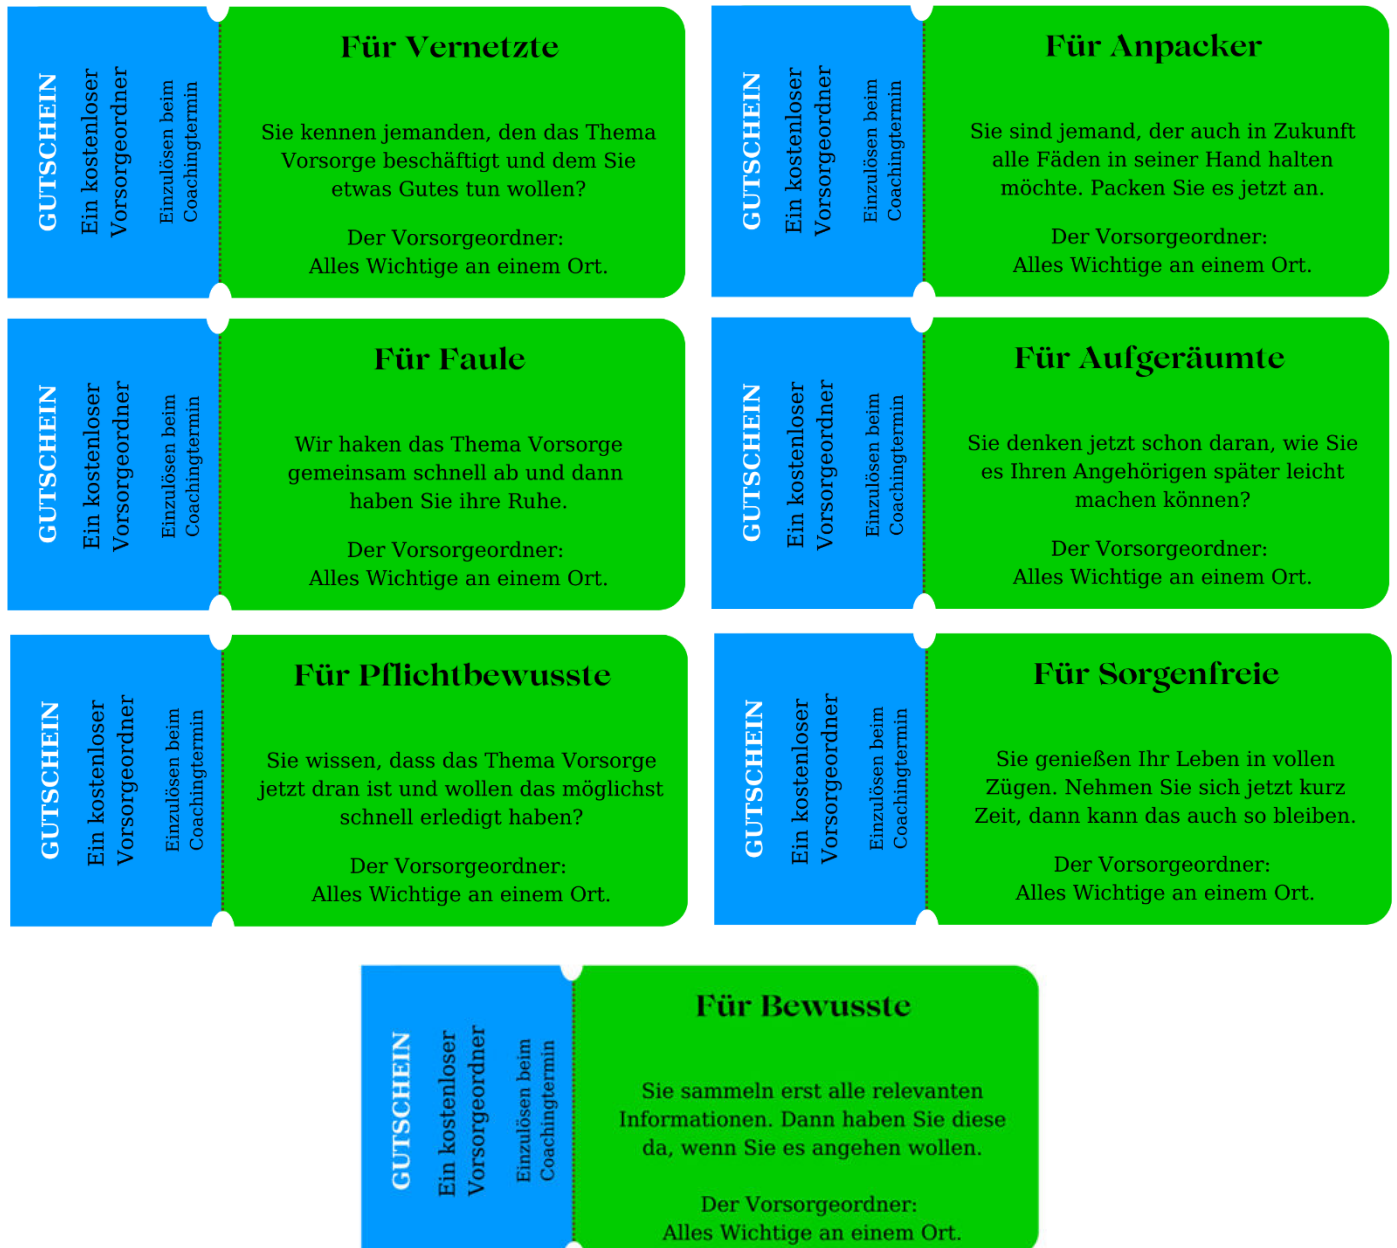 GUTSCHEIN
Ein kostenloser
Vorsorgeordner
Einzulösen beim
Coachingtermin
Für Vernetzte
Sie kennen jemanden, den das Thema
Vorsorge beschäftigt und dem Sie
etwas Gutes tun wollen?
Der Vorsorgeordner:
Alles Wichtige an einem Ort.
GUTSCHEIN
Ein kostenloser
Vorsorgeordner
Einzulösen beim
Coachingtermin
Für Anpacker
Sie sind jemand, der auch in Zukunft
alle Fäden in seiner Hand halten
möchte. Packen Sie es jetzt an.
Der Vorsorgeordner:
Alles Wichtige an einem Ort.
GUTSCHEIN
Ein kostenloser
Vorsorgeordner
Einzulösen beim
Coachingtermin
Für Faule
Wir haken das Thema Vorsorge
gemeinsam schnell ab und dann
haben Sie ihre Ruhe.
Der Vorsorgeordner:
Alles Wichtige an einem Ort.
GUTSCHEIN
Ein kostenloser
Vorsorgeordner
Einzulösen beim
Coachingtermin
Für Aufgeräumte
Sie denken jetzt schon daran, wie Sie
es Ihren Angehörigen später leicht
machen können?
Der Vorsorgeordner:
Alles Wichtige an einem Ort.
GUTSCHEIN
Ein kostenloser
Vorsorgeordner
Einzulösen beim
Coachingtermin
Für Pflichtbewusste
Sie wissen, dass das Thema Vorsorge
jetzt dran ist und wollen das möglichst
schnell erledigt haben?
Der Vorsorgeordner:
Alles Wichtige an einem Ort.
GUTSCHEIN
Ein kostenloser
Vorsorgeordner
Einzulösen beim
Coachingtermin
Für Sorgenfreie
Sie genießen Ihr Leben in vollen
Zügen. Nehmen Sie sich jetzt kurz
Zeit, dann kann das auch so bleiben.
Der Vorsorgeordner:
Alles Wichtige an einem Ort.
GUTSCHEIN
Ein kostenloser
Vorsorgeordner
Einzulösen beim
Coachingtermin
Für Bewusste
Sie sammeln erst alle relevanten
Informationen. Dann haben Sie diese
da, wenn Sie es angehen wollen.
Der Vorsorgeordner:
Alles Wichtige an einem Ort.